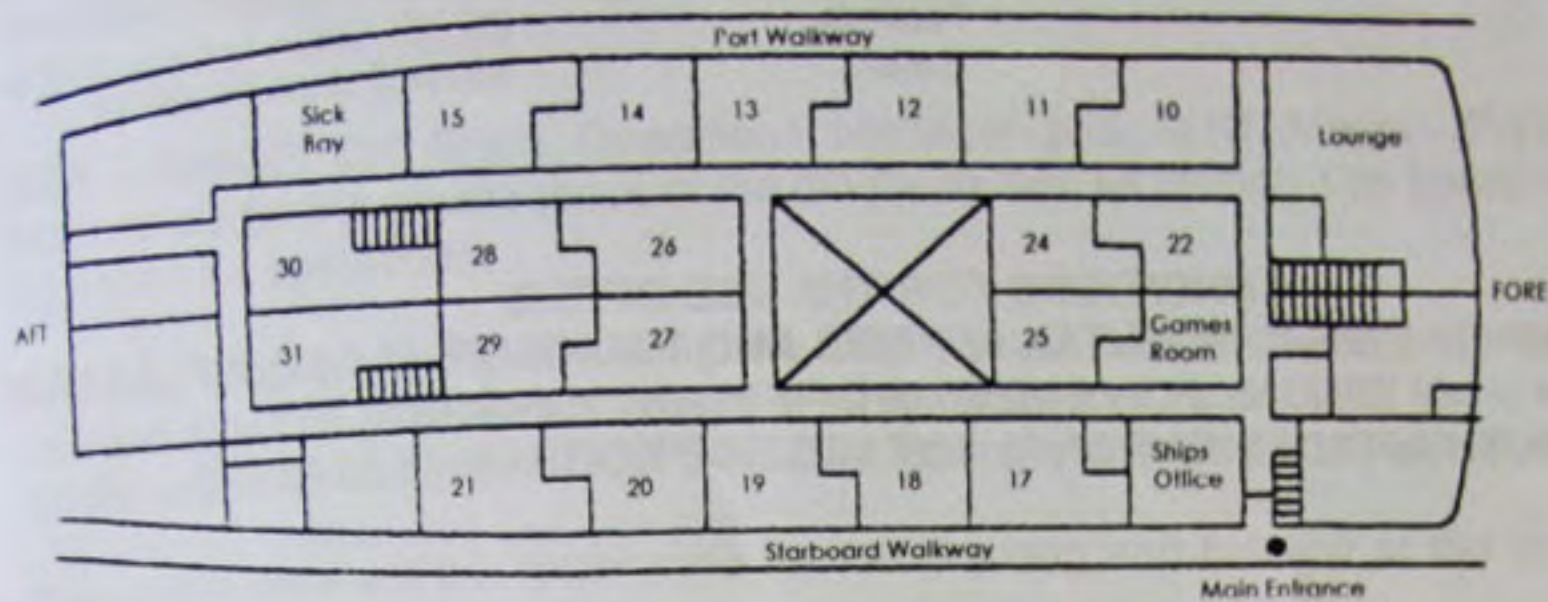 Port Walkway
Sick
Bay
15
14
13
12
11
10
Lounge
30
28
26
24
22
FORE
AFT
31
29
27
25
Games
Room
21
20
19
18
17
Ships
Office
Starboard Walkway
Main Entrance